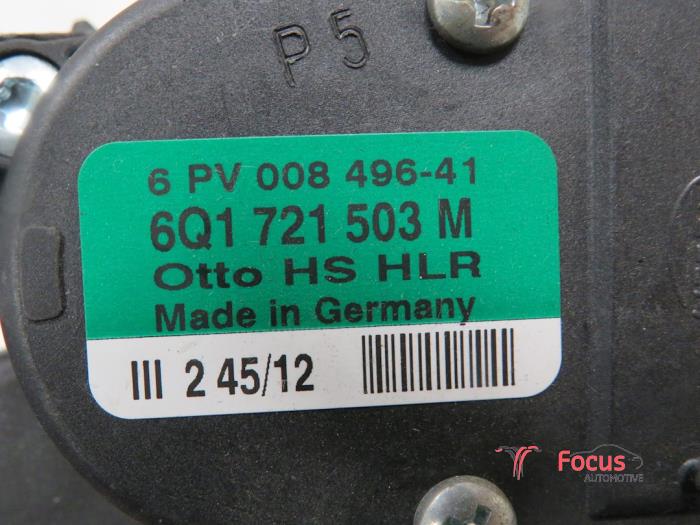 P 5
6 PV 008 496-41
6Q1 721 503 M
Otto HS HLR
Made in Germany
III 2 45/12
Focus
AUTOMOTIVE